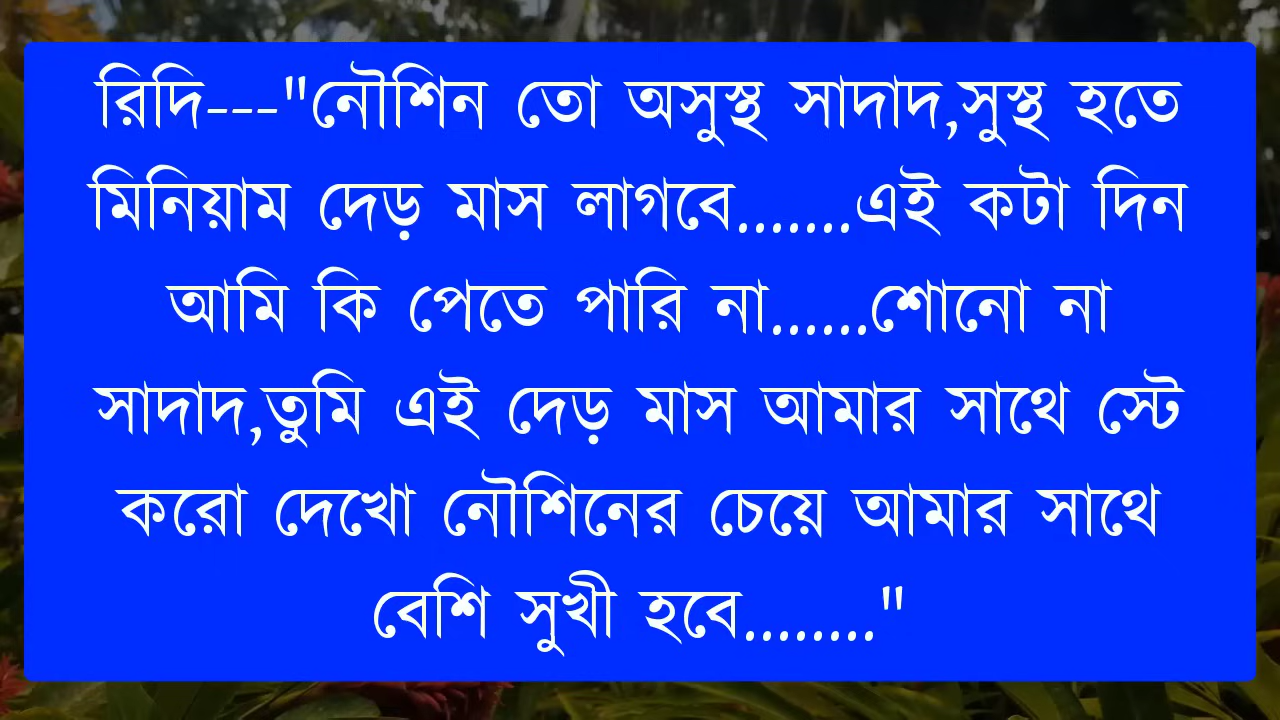 রিদি---"নৌশিন তো অসুস্থ সাদাদ,সুস্থ হতে
মিনিয়াম দেড় মাস লাগবে.......এই কটা দিন
আমি কি পেতে পারি না......শোনো না
সাদাদ,তুমি এই দেড় মাস আমার সাথে স্টে
করো দেখো নৌশিনের চেয়ে আমার সাথে
বেশি সুখী হবে........"